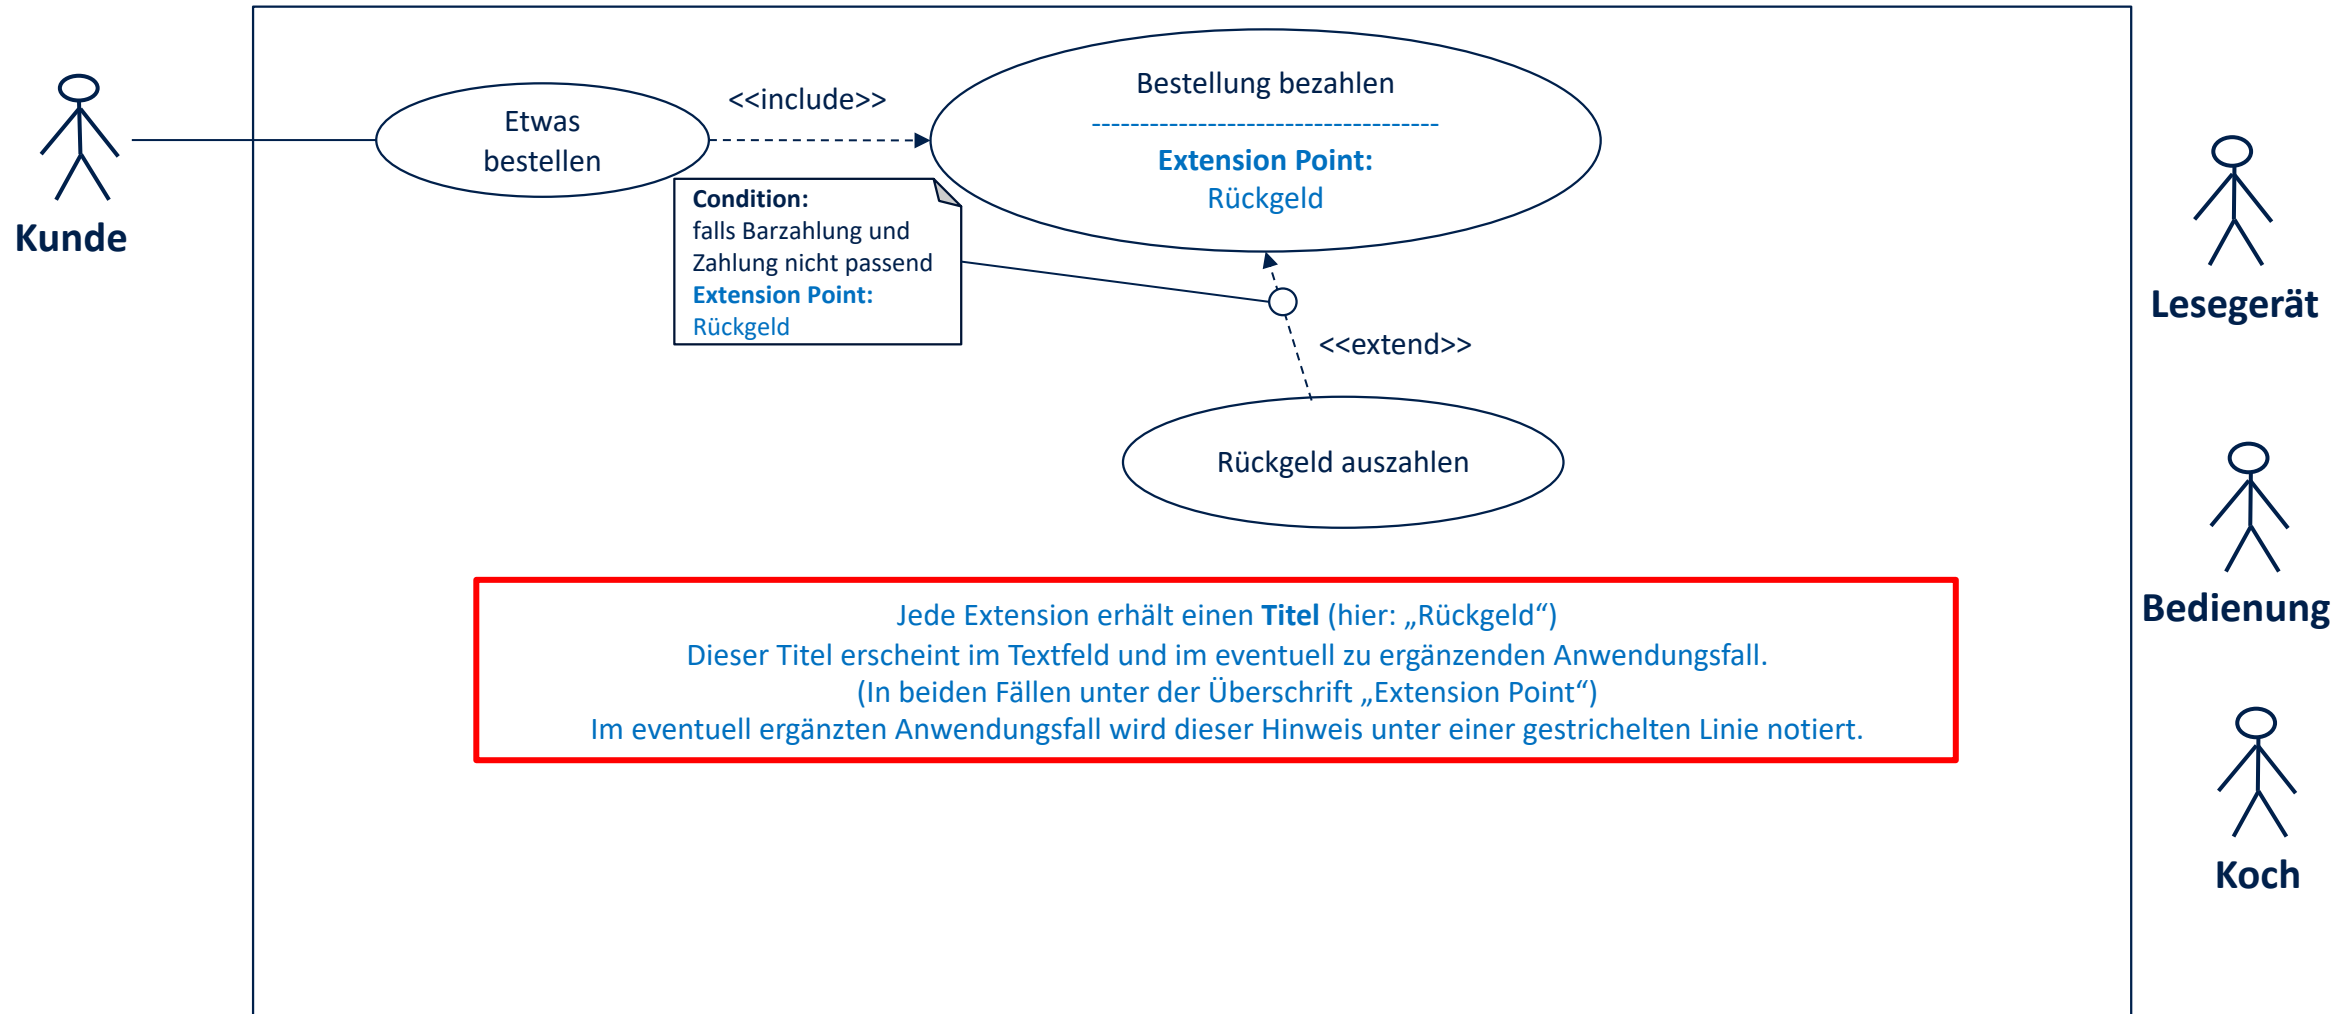 Kunde
Etwas
bestellen
<<include>>
Bestellung bezahlen
------------------------------------
Extension Point:
Rückgeld
Condition:
falls Barzahlung und
Zahlung nicht passend
Extension Point:
Rückgeld
<<extend>>
Rückgeld auszahlen
Lesegerät
Bedienung
Koch
Jede Extension erhält einen Titel (hier: „Rückgeld“)
Dieser Titel erscheint im Textfeld und im eventuell zu ergänzenden Anwendungsfall.
(In beiden Fällen unter der Überschrift „Extension Point“)
Im eventuell ergänzten Anwendungsfall wird dieser Hinweis unter einer gestrichelten Linie notiert.